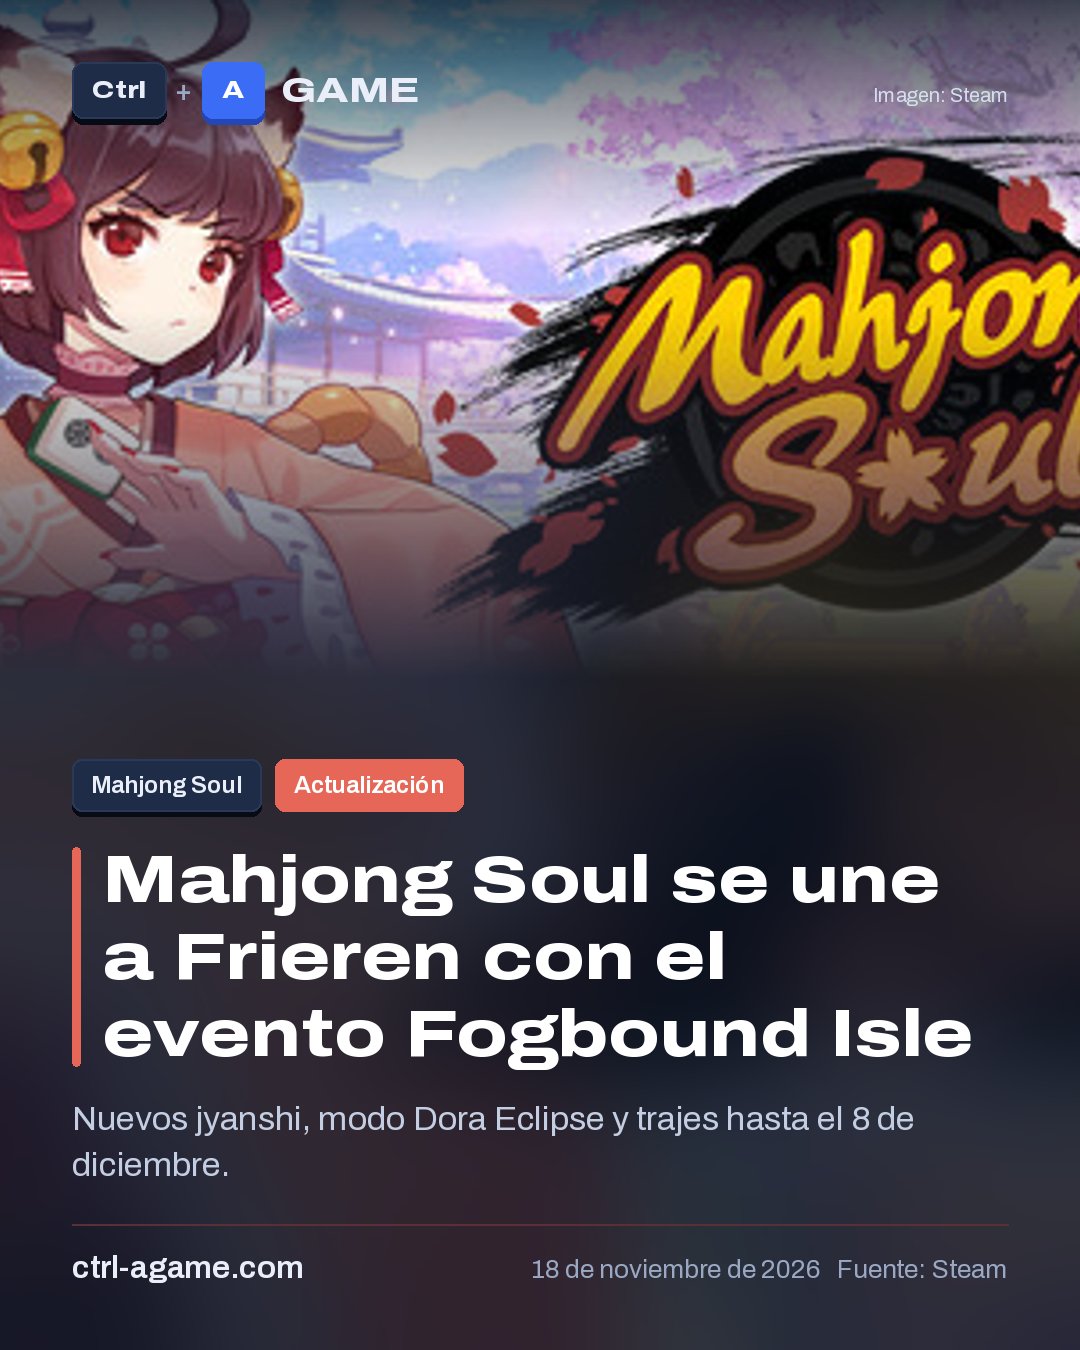 Ctrl + A GAME
Imagen: Steam
Mahjon
Soul
Mahjong Soul
Actualización
Mahjong Soul se une
a Frieren con el
evento Fogbound Isle
Nuevos jyanshi, modo Dora Eclipse y trajes hasta el 8 de
diciembre.
ctrl-agame.com
18 de noviembre de 2026 Fuente: Steam